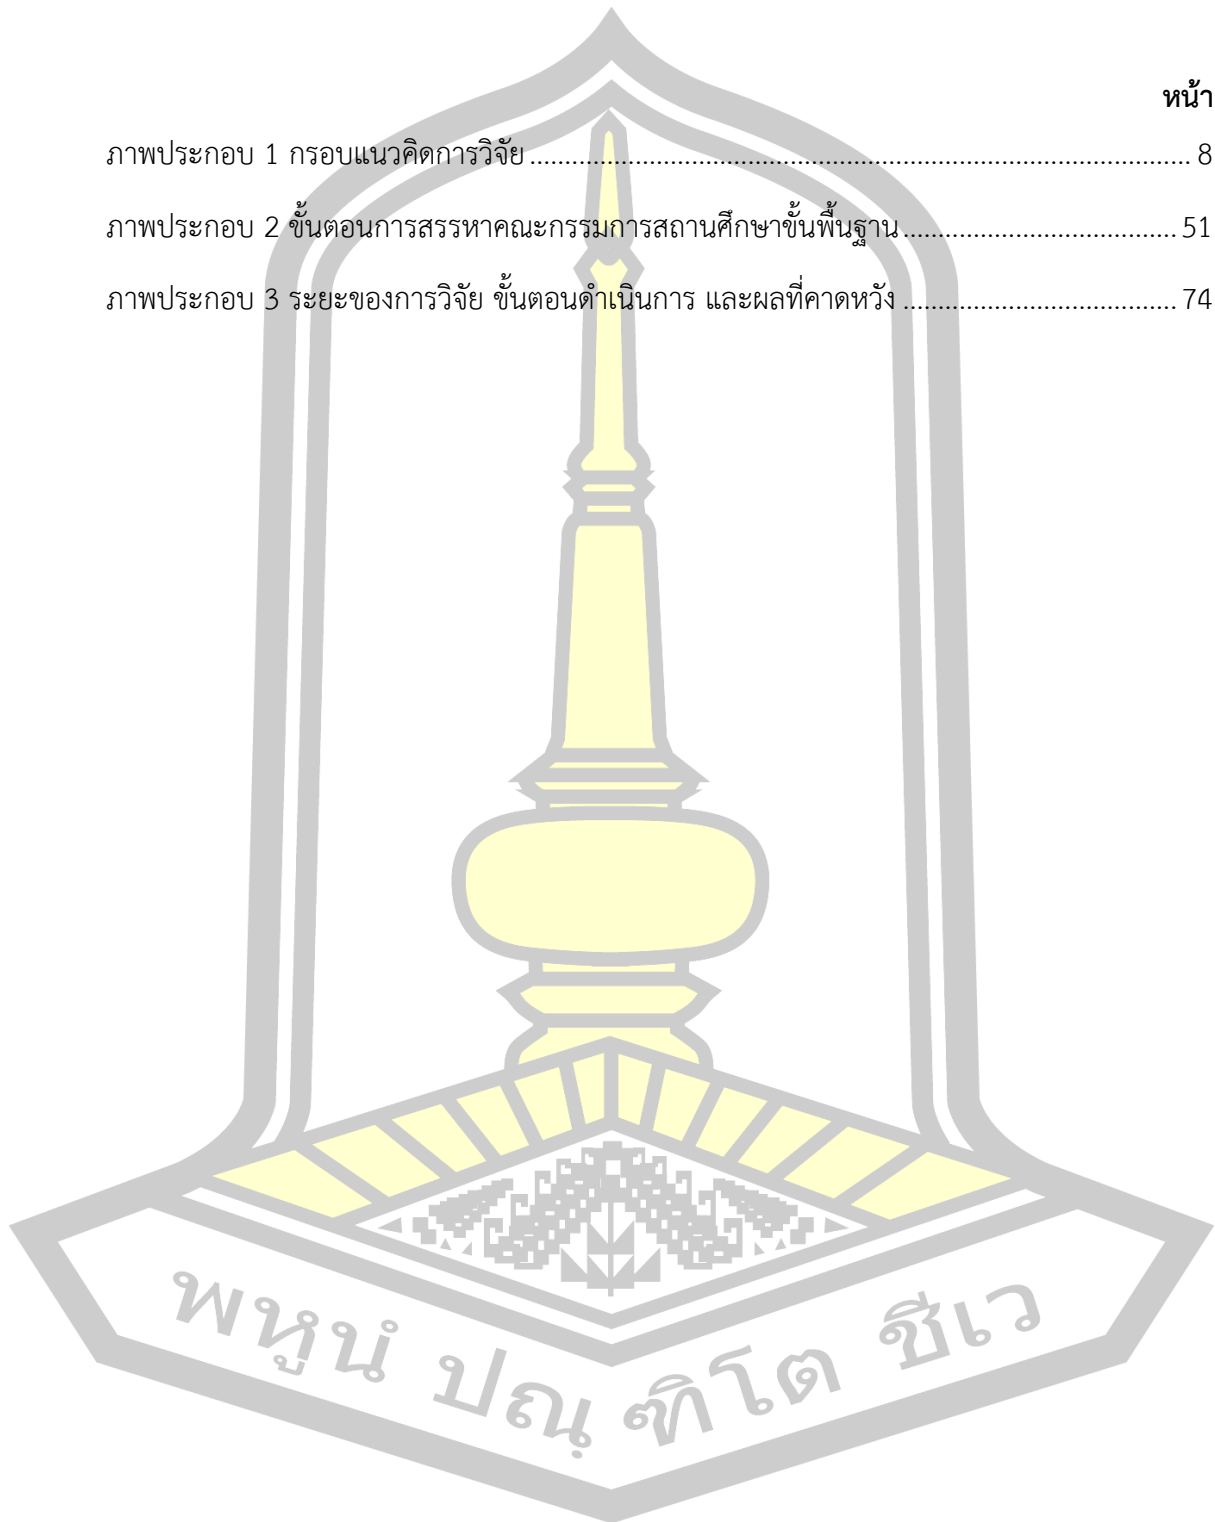 หน้า
ภาพประกอบ 1 กรอบแนวคิดการวิจัย.................................................................................................. 8
ภาพประกอบ 2 ขั้นตอนการสรรหาคณะกรรมการสถานศึกษาขั้นพื้นฐาน........................................ 51
ภาพประกอบ 3 ระยะของการวิจัย ขั้นตอนดำเนินการ และผลที่คาดหวัง ........................................ 74
พหูนํ ปณฺ ฑิโต ชีเว